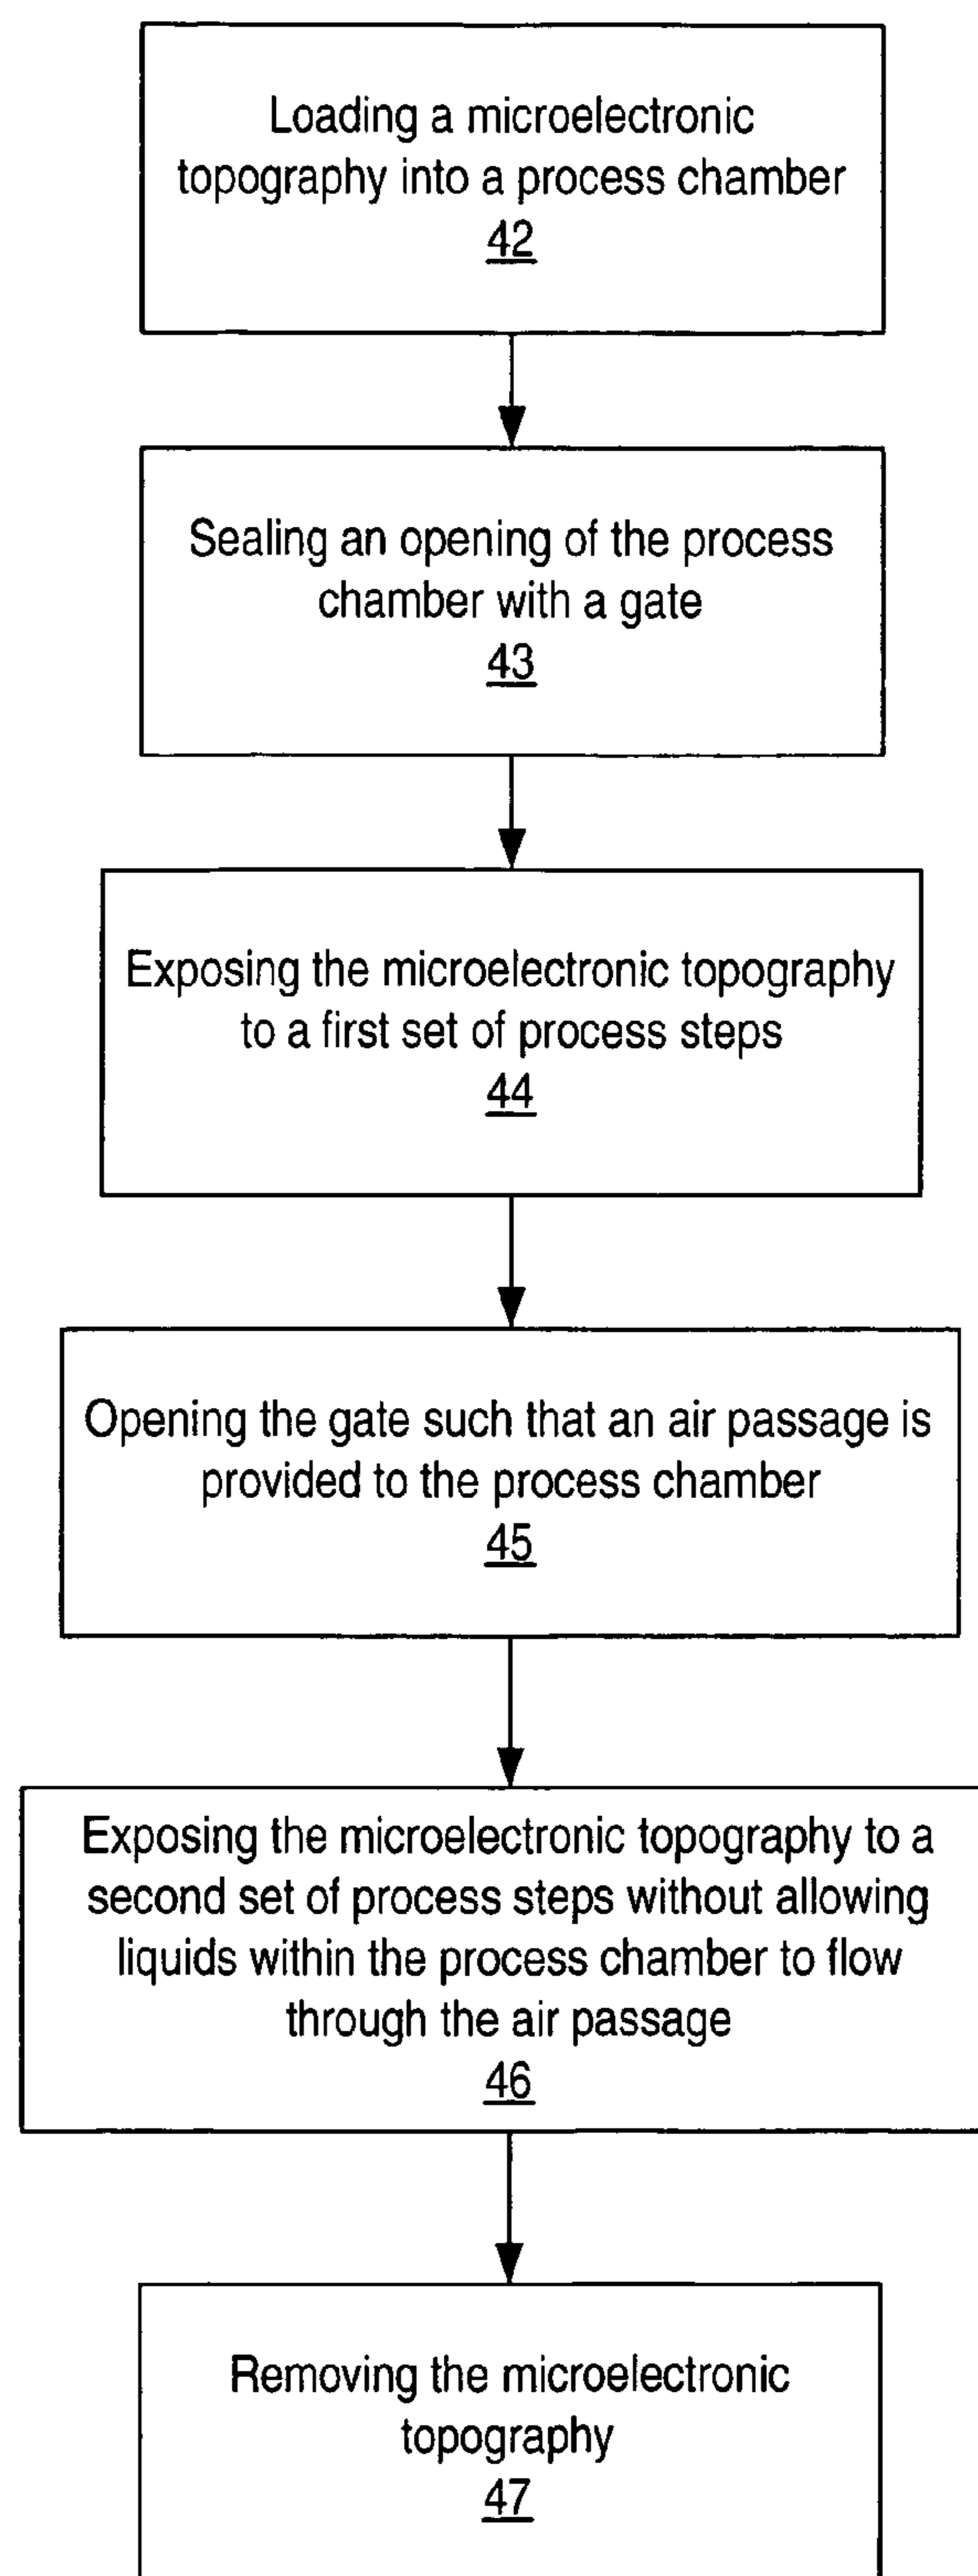 Loading a microelectronic
topography into a process chamber
42
Sealing an opening of the process
chamber with a gate
43
Exposing the microelectronic topography
to a first set of process steps
44
Opening the gate such that an air passage is
provided to the process chamber
45
Exposing the microelectronic topography to a
second set of process steps without allowing
liquids within the process chamber to flow
through the air passage
46
Removing the microelectronic
topography
47